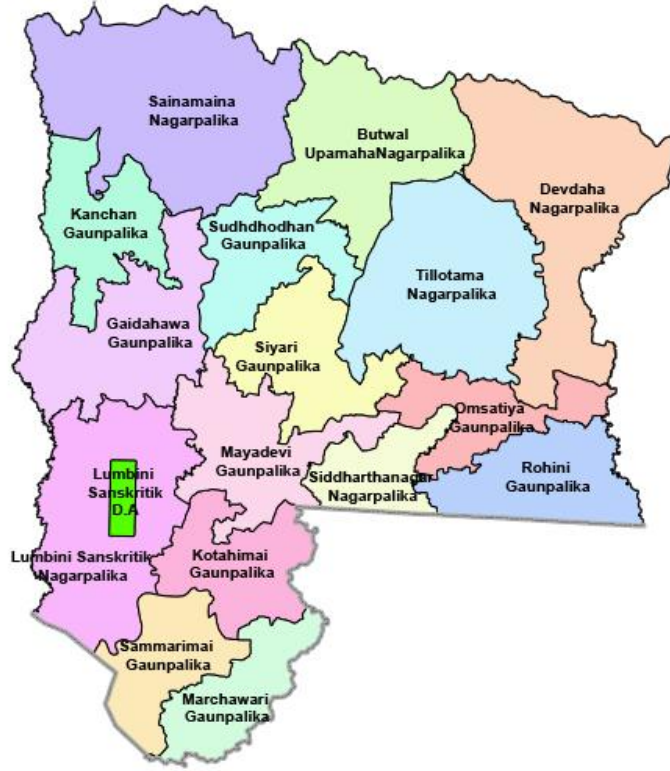 Sainamaina
Nagarpalika
Butwal
UpamahaNagarpalika
Devdaha
Nagarpalika
Kanchan
Gaunpalika
Sudhdhodhan
Gaunpalika
Tillotama
Nagarpalika
Gaidahawa
Gaunpalika
Siyari
Gaunpalika
Omsatiya
Gaunpalika
Mayadevi
Gaunpalika
Siddharthanagar
Nagarpalika
Rohini
Gaunpalika
Lumbini
Sanskritik
D.A
Lumbini Sanskritik
Nagarpalika
Kotahimai
Gaunpalika
Sammarimai
Gaunpalika
Marchawari
Gaunpalika